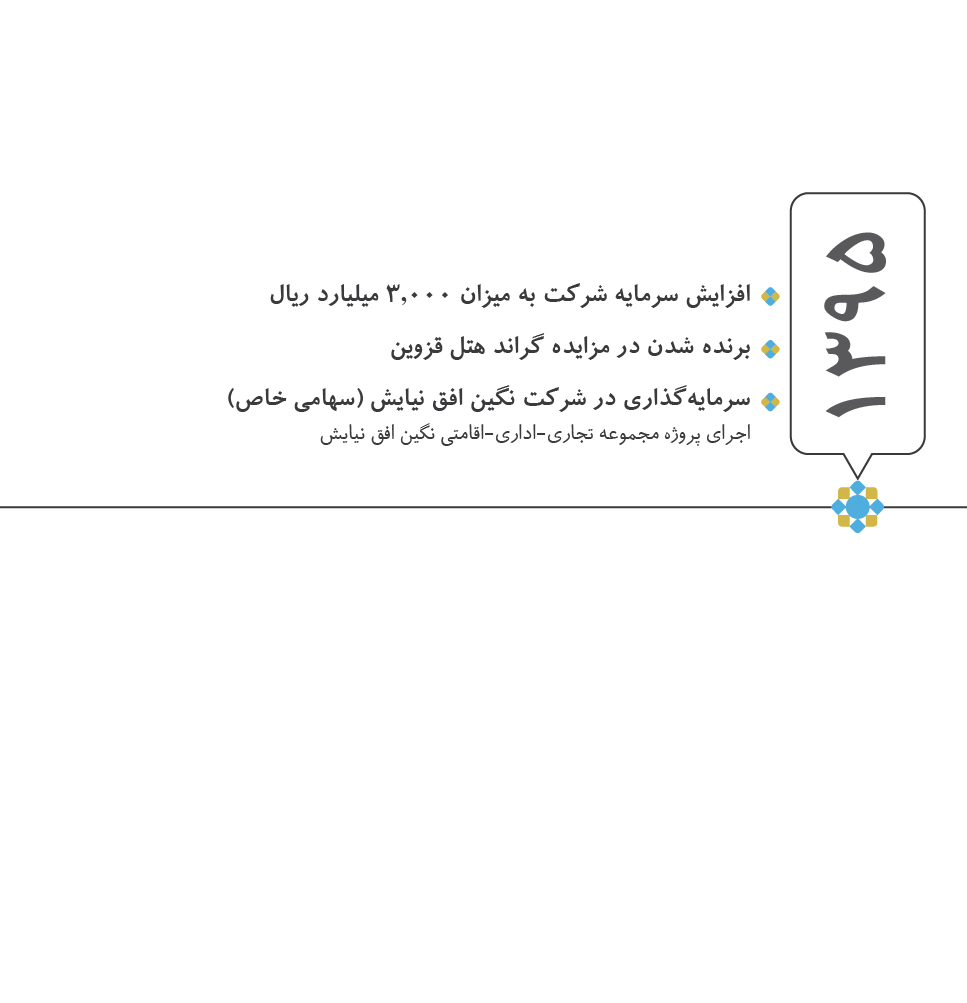 ۱۳۹۵
افزایش سرمایه شرکت به میزان ۳,۰۰۰ میلیارد ریال
برنده شدن در مزایده گراند هتل قزوین
سرمایه‌گذاری در شرکت نگین افق نیایش (سهامی خاص)
اجرای پروژه مجموعه تجاری-اداری-اقامتی نگین افق نیایش